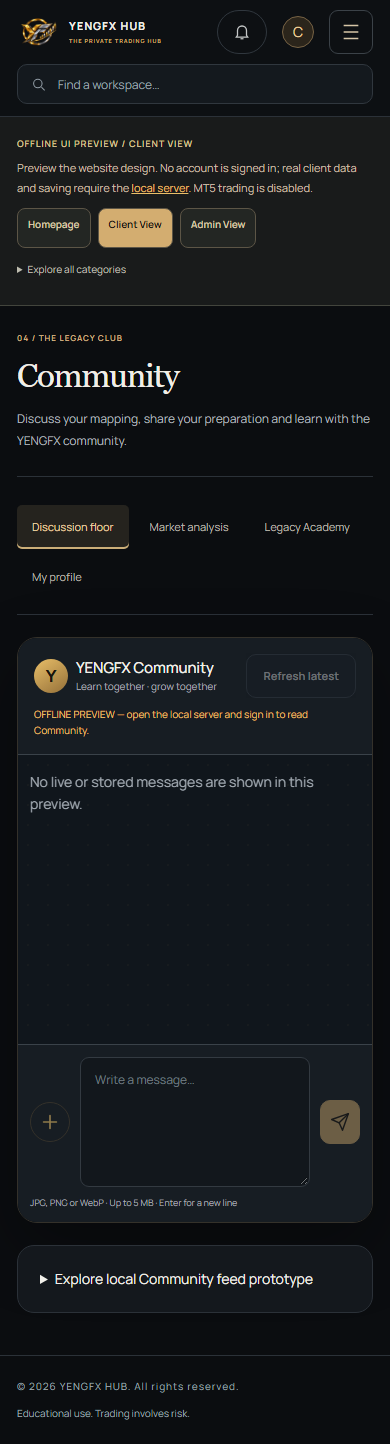 YENGFX HUB
THE PRIVATE TRADING HUB
C
Find a workspace...
OFFLINE UI PREVIEW / CLIENT VIEW
Preview the website design. No account is signed in; real client data
and saving require the local server. MT5 trading is disabled.
Homepage
Client View
Admin View
Explore all categories
04 / THE LEGACY CLUB
Community
Discuss your mapping, share your preparation and learn with the
YENGFX community.
Discussion floor
Market analysis
Legacy Academy
My profile
Y
YENGFX Community
Learn together · grow together
Refresh latest
OFFLINE PREVIEW — open the local server and sign in to read
Community.
No live or stored messages are shown in this
preview.
Write a message...
JPG, PNG or WebP · Up to 5 MB · Enter for a new line
Explore local Community feed prototype
© 2026 YENGFX HUB. All rights reserved.
Educational use. Trading involves risk.